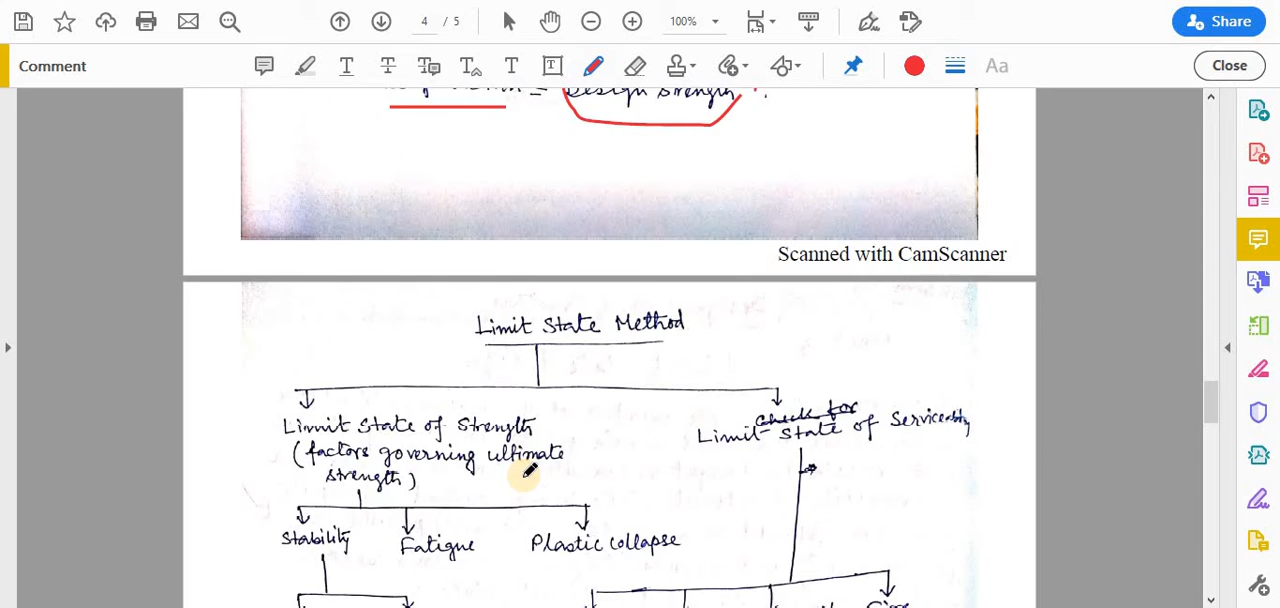 4 / 5
100%
Share
Comment
Aa
Close
Design Strength
Scanned with CamScanner
Limit State Method
Limit State of Strength
(factors governing ultimate
strength)
check for
Limit State of Serviceability
Stability
Fatigue
Plastic collapse